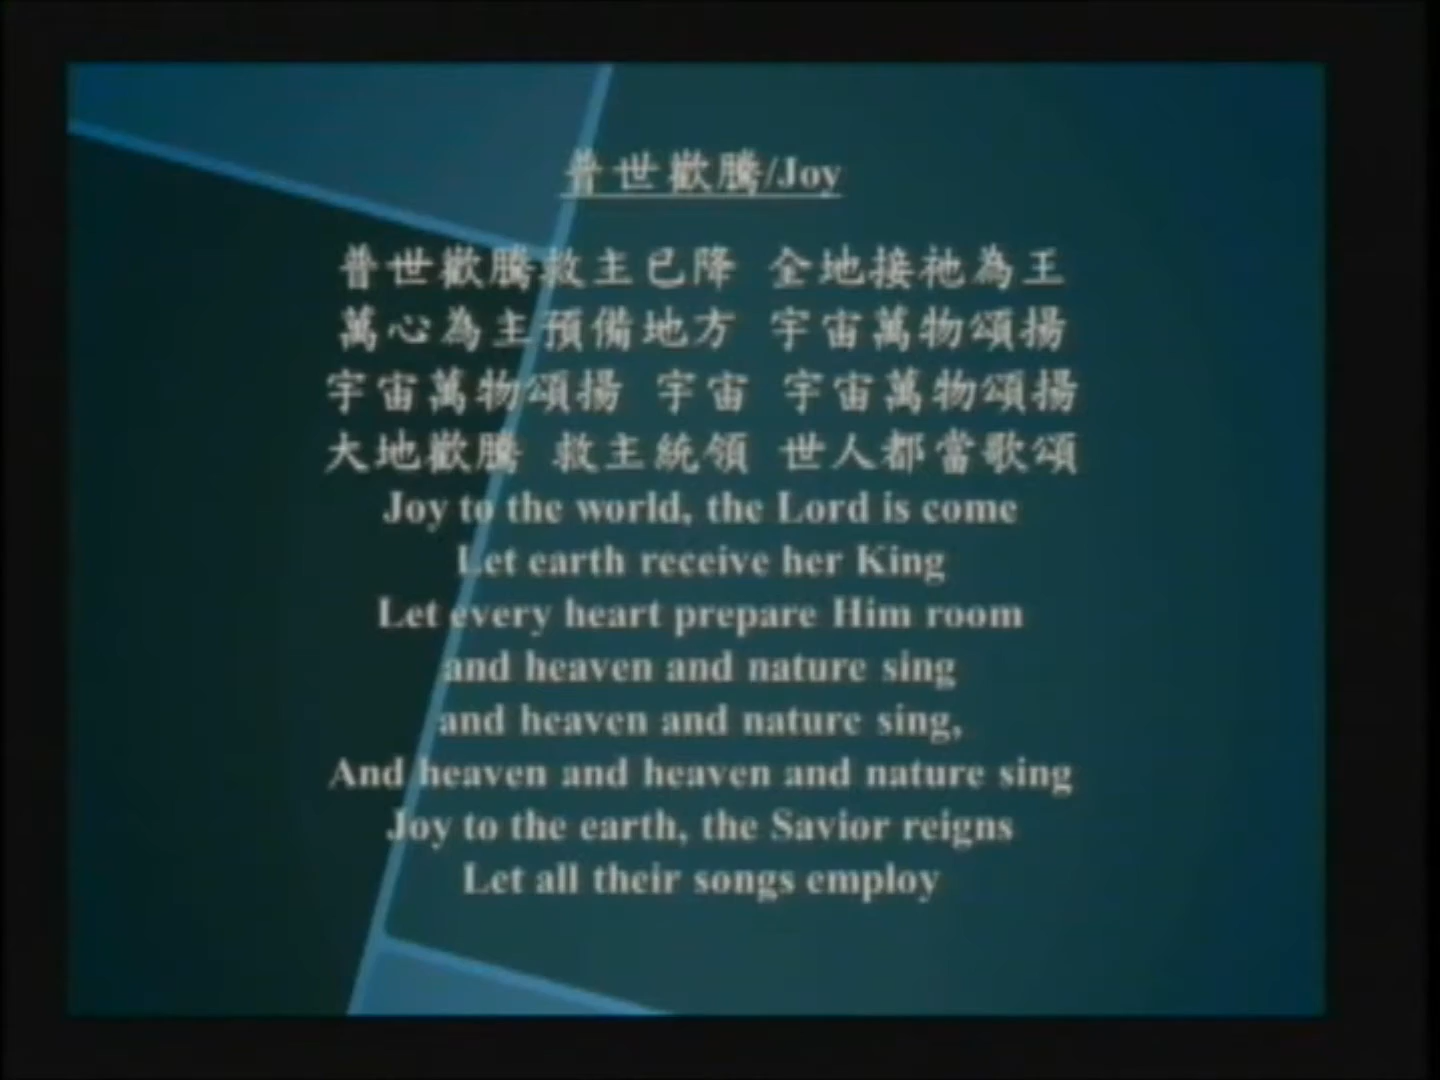 普世歡騰/Joy
普世歡騰救主已降 全地接祂為王
萬心為主預備地方 宇宙萬物頌揚
宇宙萬物頌揚 宇宙 宇宙萬物頌揚
大地歡騰 救主統領 世人都當歌頌
Joy to the world, the Lord is come
Let earth receive her King
Let every heart prepare Him room
and heaven and nature sing
and heaven and nature sing,
And heaven and heaven and nature sing
Joy to the earth, the Savior reigns
Let all their songs employ